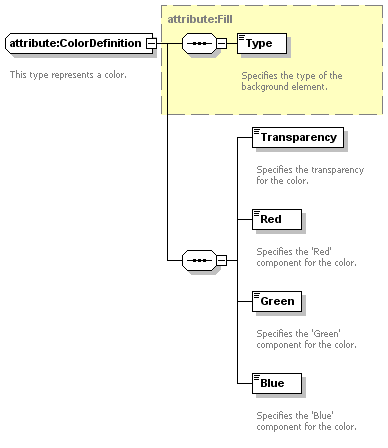 attribute:Fill
attribute:ColorDefinition
This type represents a color.
Type
Specifies the type of the
background element.
Transparency
Specifies the transparency
for the color.
Red
Specifies the 'Red'
component for the color.
Green
Specifies the 'Green'
component for the color.
Blue
Specifies the 'Blue'
component for the color.